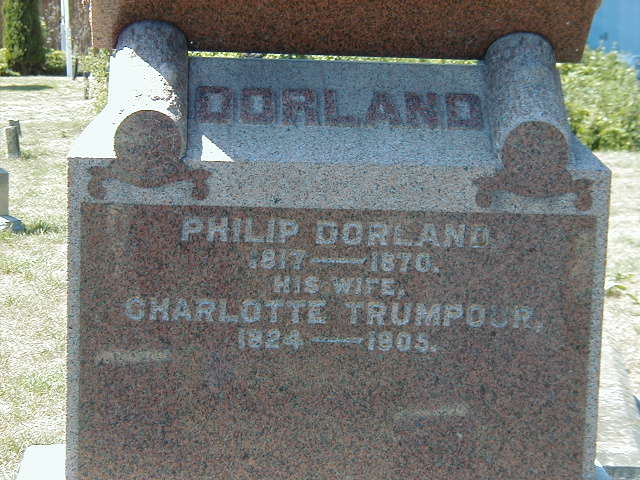 DORLAND
PHILIP DORLAND
1817 — 1870.
HIS WIFE,
CHARLOTTE TRUMPOUR,
1824 — 1905.